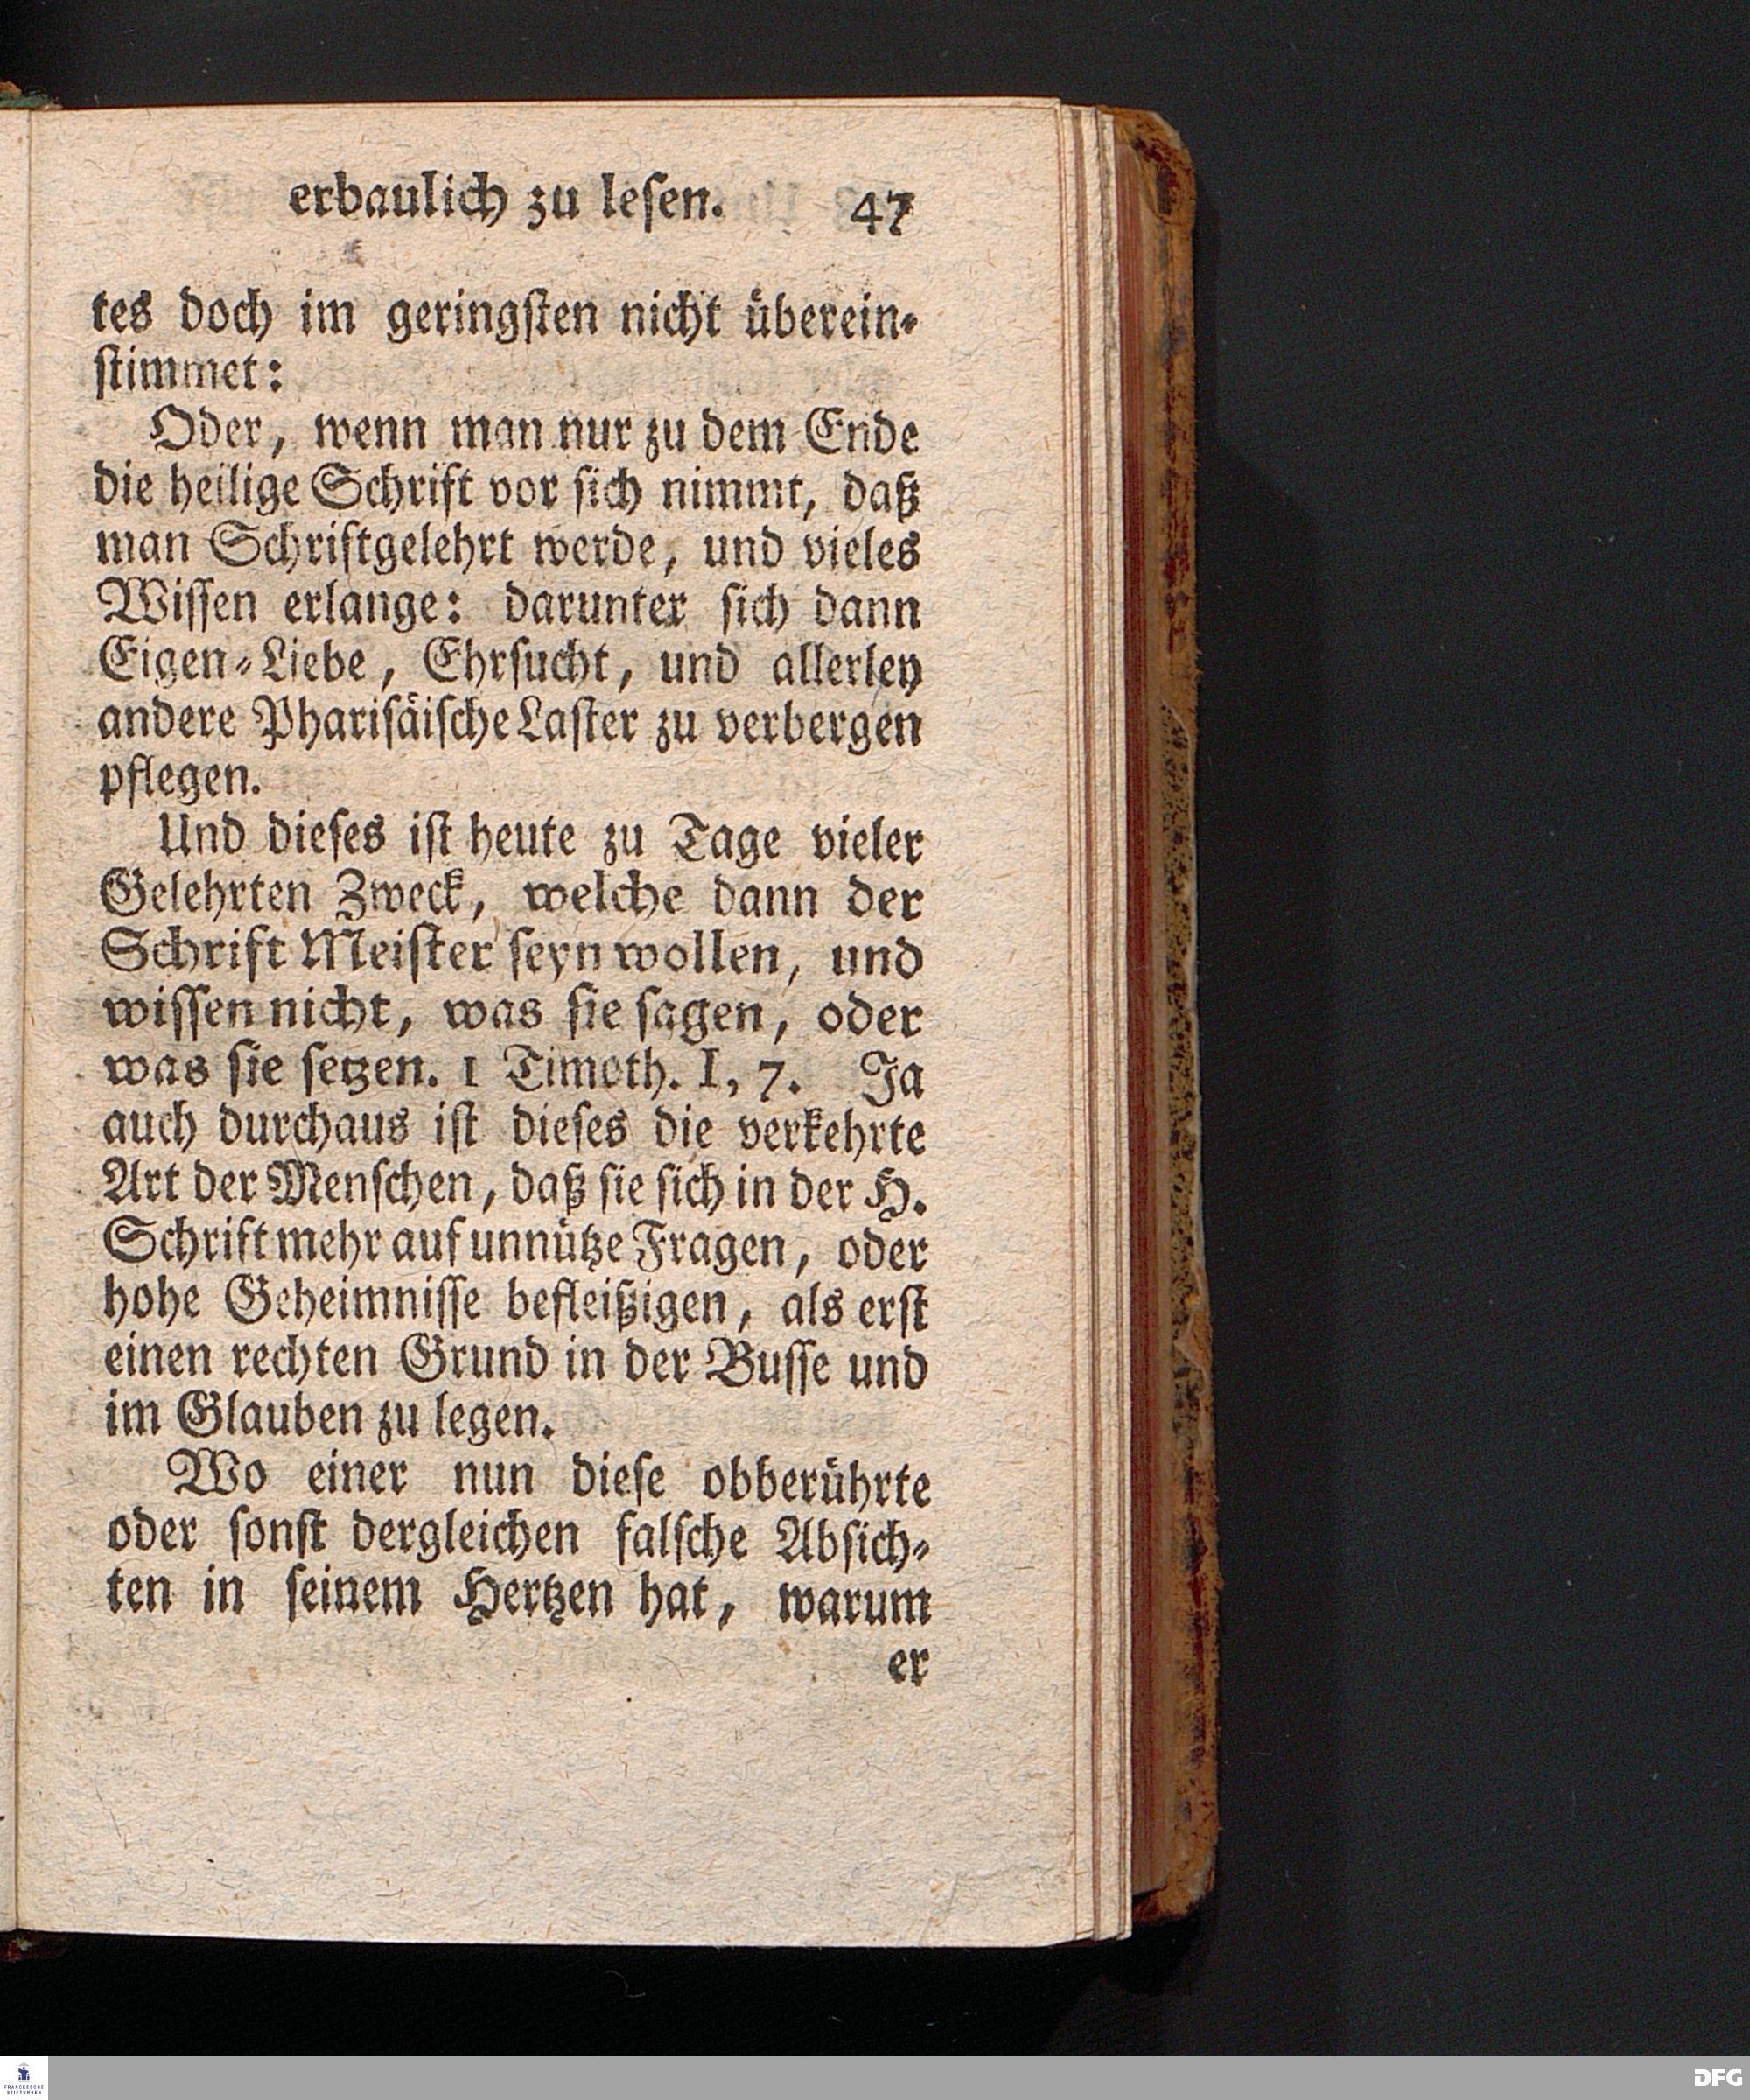 erbaulich zu leſen. 47
tes doch im geringſten nicht überein-
ſtimmet:
Oder, wenn man nur zu dem Ende
die heilige Schrift vor ſich nimmt, daß
man Schriftgelehrt werde, und vieles
Wiſſen erlange: darunter ſich dann
Eigen-Liebe, Ehrſucht, und allerley
andere Phariſäiſche Laſter zu verbergen
pflegen.
Und dieſes iſt heute zu Tage vieler
Gelehrten Zweck, welche dann der
Schrift Meiſter ſeyn wollen, und
wiſſen nicht, was ſie ſagen, oder
was ſie ſetzen. 1 Timoth. I, 7. Ja
auch durchaus iſt dieſes die verkehrte
Art der Menſchen, daß ſie ſich in der H.
Schrift mehr auf unnütze Fragen, oder
hohe Geheimniſſe befleißigen, als erſt
einen rechten Grund in der Buſſe und
im Glauben zu legen.
Wo einer nun dieſe obberührte
oder ſonſt dergleichen falſche Abſich-
ten in ſeinem Hertzen hat, warum
er
FRANCKESCHE
STIFTUNGEN
DFG